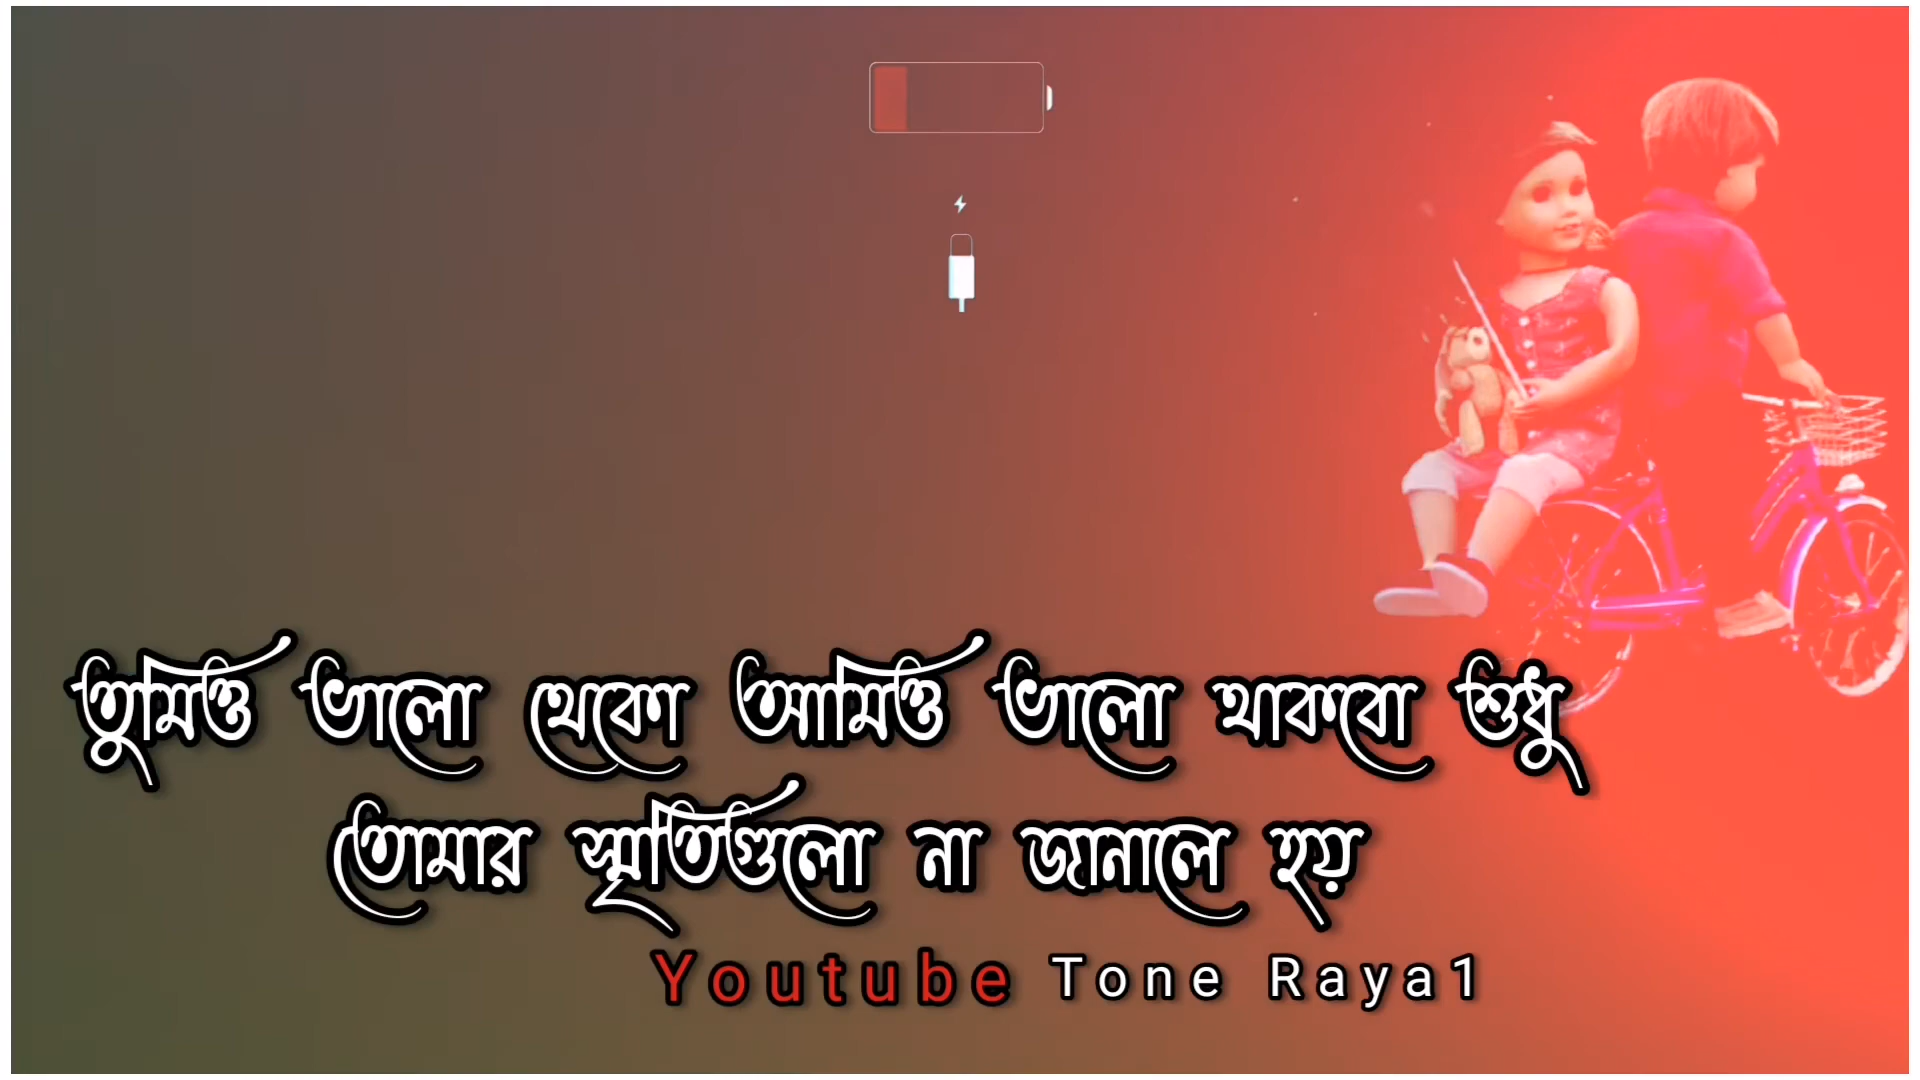 তুমিও ভালো থেকো আমিও ভালো থাকবো শুধু
তোমার স্মৃতিগুলো না জানালে হয়
Youtube Tone Raya1